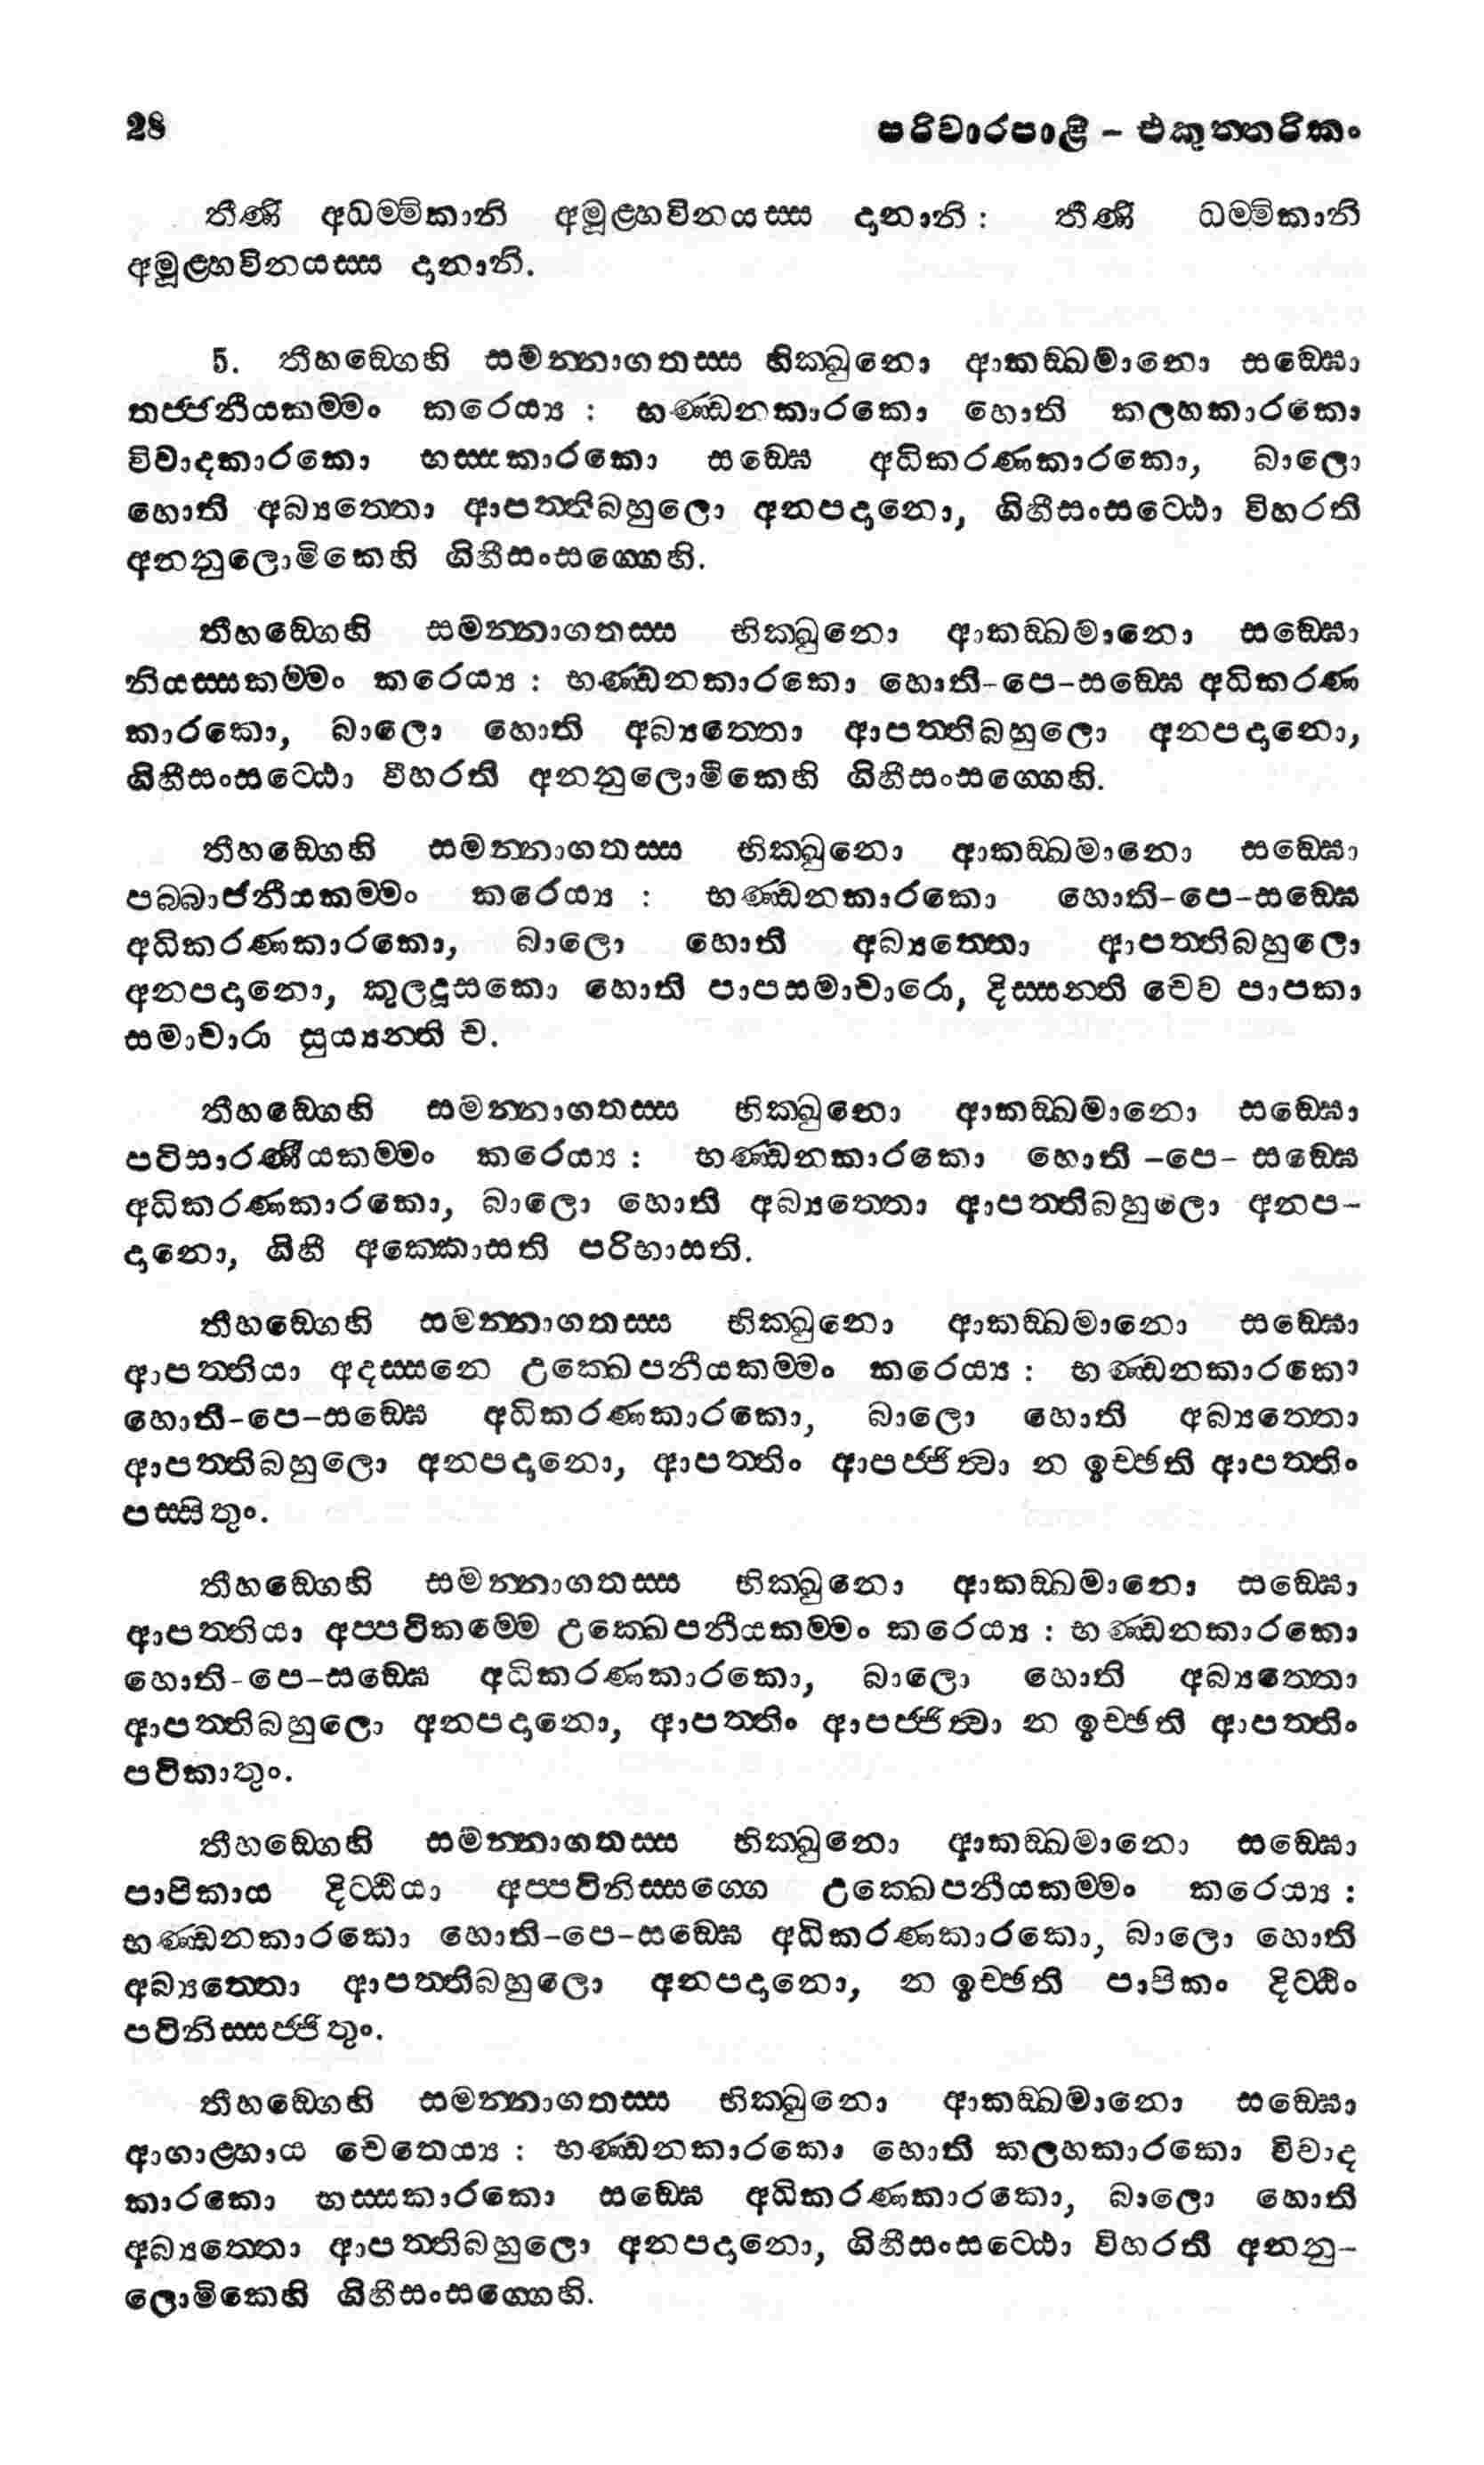 28 පරිවාරපාළි – එකුත්තරිකං
තීණි අධම්මිකානි අමූළ්හවිනයස්ස දානානි : තීණි ධම්මිකානි
අමූළ්හවිනයස්ස දානානි.
5. තීහඞ්ගෙහි සමන්නාගතස්ස භික්ඛුනො ආකඞ්ඛමානො සඞ්ඝො
තජ්ජනීයකම්මං කරෙය්‍ය : භණ්ඩනකාරකො හොති කලහකාරකො
විවාදකාරකො භස්සකාරකො සඞ්ඝෙ අධිකරණකාරකො, බාලො
හොති අබ්‍යත්තො ආපත්තිබහුලො අනපදානො, ගිහීසංසට්ඨො විහරති
අනනුලොමිකෙහි ගිහීසංසග්ගෙහි.
තීහඞ්ගෙහි සමන්නාගතස්ස භික්ඛුනො ආකඞ්ඛමානො සඞ්ඝො
නියස්සකම්මං කරෙය්‍ය : භණ්ඩනකාරකො හොති-පෙ-සඞ්ඝෙ අධිකරණ
කාරකො, බාලො හොති අබ්‍යත්තො ආපත්තිබහුලො අනපදානො,
ගිහීසංසට්ඨො විහරති අනනුලොමිකෙහි ගිහීසංසග්ගෙහි.
තීහඞ්ගෙහි සමන්නාගතස්ස භික්ඛුනො ආකඞ්ඛමානො සඞ්ඝො
පබ්බාජනීයකම්මං කරෙය්‍ය : භණ්ඩනකාරකො හොති-පෙ-සඞ්ඝෙ
අධිකරණකාරකො, බාලො හොති අබ්‍යත්තො ආපත්තිබහුලො
අනපදානො, කුලදූසකො හොති පාපසමාචාරො, දිස්සන්ති චෙව පාපකා
සමාචාරා සුය්‍යන්ති ච.
තීහඞ්ගෙහි සමන්නාගතස්ස භික්ඛුනො ආකඞ්ඛමානො සඞ්ඝො
පටිසාරණීයකම්මං කරෙය්‍ය : භණ්ඩනකාරකො හොති –පෙ– සඞ්ඝෙ
අධිකරණකාරකො, බාලො හොති අබ්‍යත්තො ආපත්තිබහුලො අනප-
දානො, ගිහී අක්කොසති පරිභාසති.
තීහඞ්ගෙහි සමන්නාගතස්ස භික්ඛුනො ආකඞ්ඛමානො සඞ්ඝො
ආපත්තියා අදස්සනෙ උක්ඛෙපනීයකම්මං කරෙය්‍ය : භණ්ඩනකාරකො
හොති-පෙ-සඞ්ඝෙ අධිකරණකාරකො, බාලො හොති අබ්‍යත්තො
ආපත්තිබහුලො අනපදානො, ආපත්තිං ආපජ්ජිත්වා න ඉච්ඡති ආපත්තිං
පස්සිතුං.
තීහඞ්ගෙහි සමන්නාගතස්ස භික්ඛුනො ආකඞ්ඛමානො සඞ්ඝො
ආපත්තියා අප්පටිකම්මෙ උක්ඛෙපනීයකම්මං කරෙය්‍ය : භණ්ඩනකාරකො
හොති-පෙ-සඞ්ඝෙ අධිකරණකාරකො, බාලො හොති අබ්‍යත්තො
ආපත්තිබහුලො අනපදානො, ආපත්තිං ආපජ්ජිත්වා න ඉච්ඡති ආපත්තිං
පටිකාතුං.
තීහඞ්ගෙහි සමන්නාගතස්ස භික්ඛුනො ආකඞ්ඛමානො සඞ්ඝො
පාපිකාය දිට්ඨියා අප්පටිනිස්සග්ගෙ උක්ඛෙපනීයකම්මං කරෙය්‍ය :
භණ්ඩනකාරකො හොති-පෙ-සඞ්ඝෙ අධිකරණකාරකො, බාලො හොති
අබ්‍යත්තො ආපත්තිබහුලො අනපදානො, න ඉච්ඡති පාපිකං දිට්ඨිං
පටිනිස්සජ්ජිතුං.
තීහඞ්ගෙහි සමන්නාගතස්ස භික්ඛුනො ආකඞ්ඛමානො සඞ්ඝො
ආගාළ්හාය චෙතෙය්‍ය : භණ්ඩනකාරකො හොති කලහකාරකො විවාද
කාරකො භස්සකාරකො සඞ්ඝෙ අධිකරණකාරකො, බාලො හොති
අබ්‍යත්තො ආපත්තිබහුලො අනපදානො, ගිහීසංසට්ඨො විහරති අනනු-
ලොමිකෙහි ගිහීසංසග්ගෙහි.